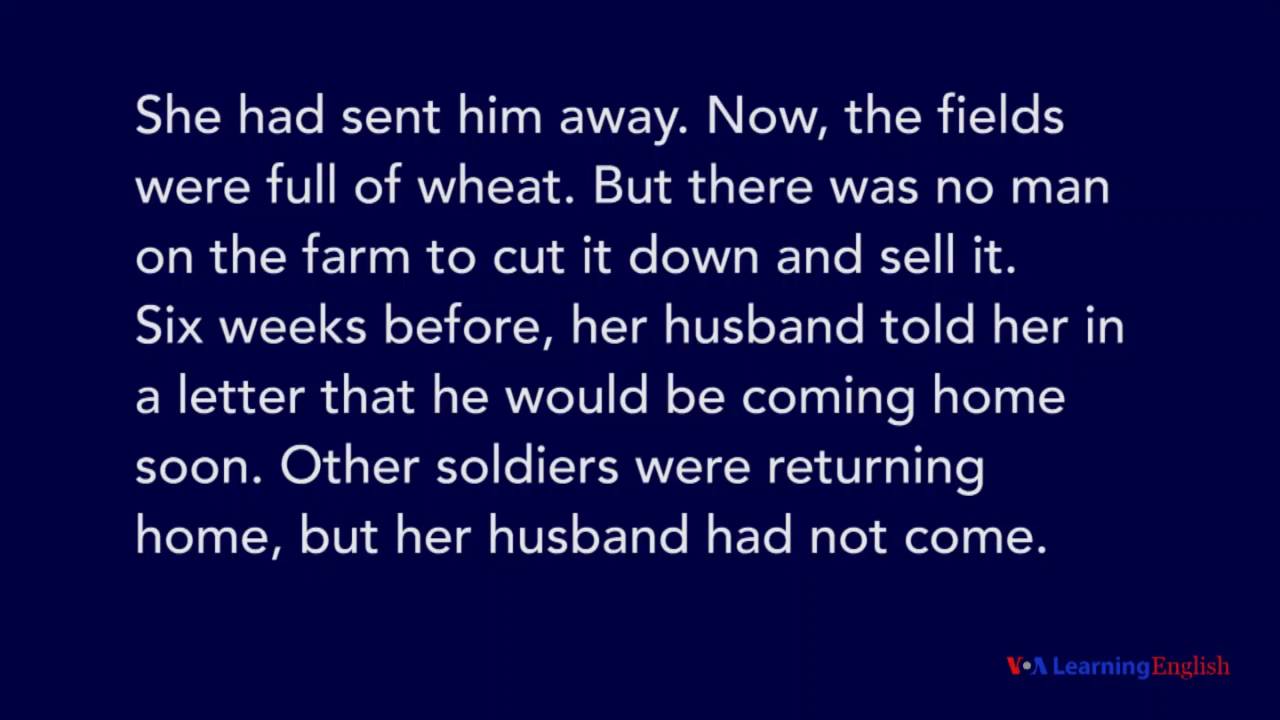 She had sent him away. Now, the fields
were full of wheat. But there was no man
on the farm to cut it down and sell it.
Six weeks before, her husband told her in
a letter that he would be coming home
soon. Other soldiers were returning
home, but her husband had not come.
VOA Learning English